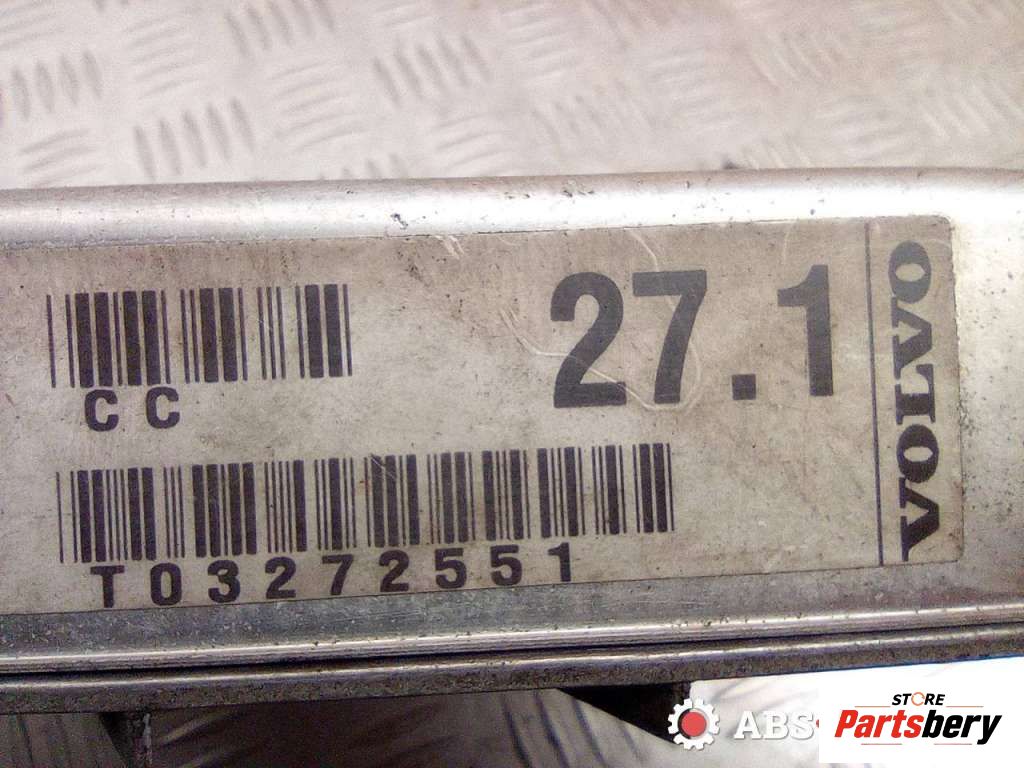 27.1
CC
T03272551
VOLVO
ABS
STORE
Partsbery